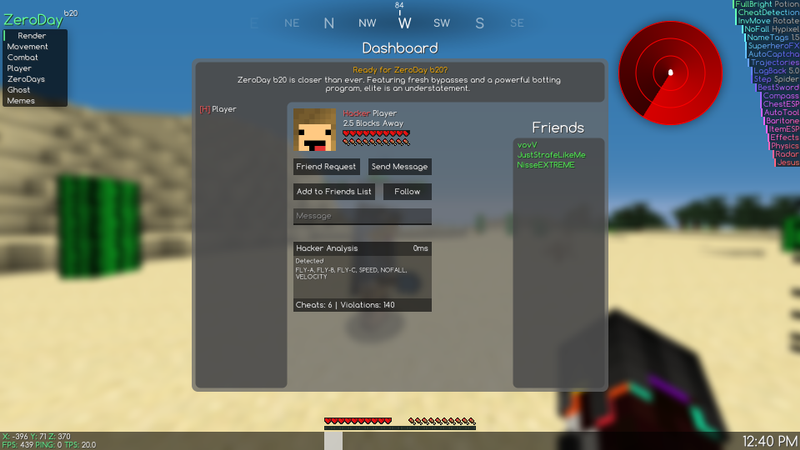 ZeroDay b20
Render
Movement
Combat
Player
ZeroDays
Ghost
Memes
84
E NE N NW W SW S SE
Dashboard
Ready for ZeroDay b20?
ZeroDay b20 is closer than ever. Featuring fresh bypasses and a powerful botting
program, elite is an understatement.
[H] Player
Hacker Player
2.5 Blocks Away
Friend Request
Send Message
Add to Friends List
Follow
Message...
Hacker Analysis 0ms
Detected
FLY-A, FLY-B, FLY-C, SPEED, NOFALL,
VELOCITY
Cheats: 6 | Violations: 140
Friends
vovV
JustStrafeLikeMe
NisseEXTREME
FullBright Potion
CheatDetection
InvMove Rotate
NoFall Hypixel
NameTags 1.5
SuperheroFX
AutoCaptcha
Trajectories
LagBack 5.0
Step Spider
BestSword
Compass
ChestESP
AutoTool
Baritone
ItemESP
Effects
Physics
Radar
Jesus
X: -396 Y: 71 Z: 370
FPS: 439 PING: 0 TPS: 20.0
12:40 PM